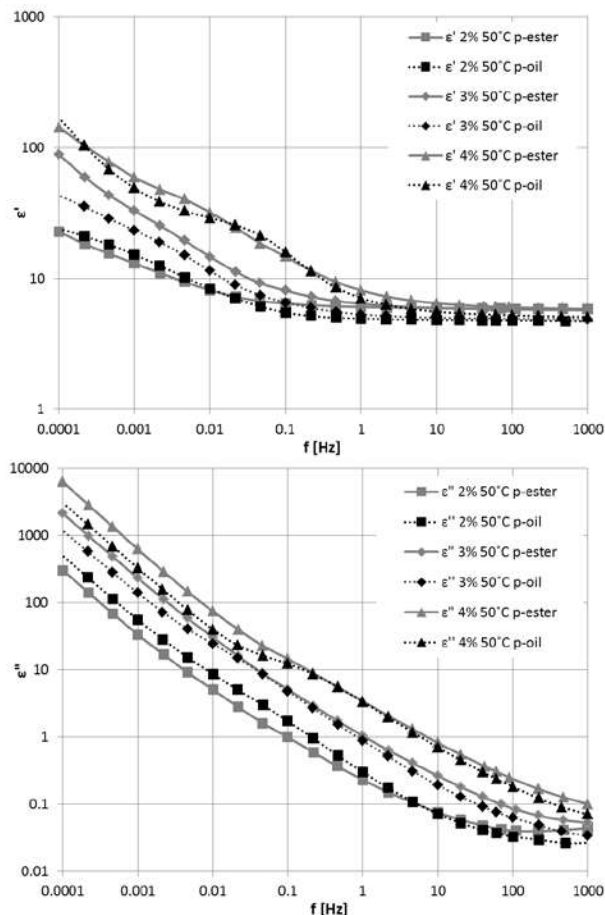 ε' 2% 50˚C p-ester
ε' 2% 50˚C p-oil
ε' 3% 50˚C p-ester
ε' 3% 50˚C p-oil
ε' 4% 50˚C p-ester
ε' 4% 50˚C p-oil
100
10
1
ε'
0.0001 0.001 0.01 0.1 1 10 100 1000
f [Hz]
10000
1000
100
10
1
0.1
0.01
ε"
ε" 2% 50˚C p-ester
ε'' 2% 50˚C p-oil
ε" 3% 50˚C p-ester
ε'' 3% 50˚C p-oil
ε" 4% 50˚C p-ester
ε'' 4% 50˚C p-oil
0.0001 0.001 0.01 0.1 1 10 100 1000
f [Hz]